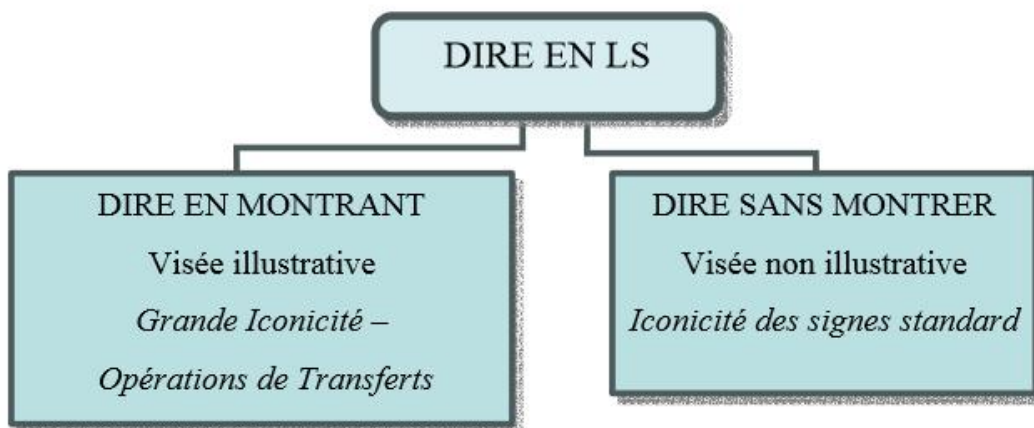 DIRE EN LS
DIRE EN MONTRANT
Visée illustrative
Grande Iconicité –
Opérations de Transferts
DIRE SANS MONTRER
Visée non illustrative
Iconicité des signes standard